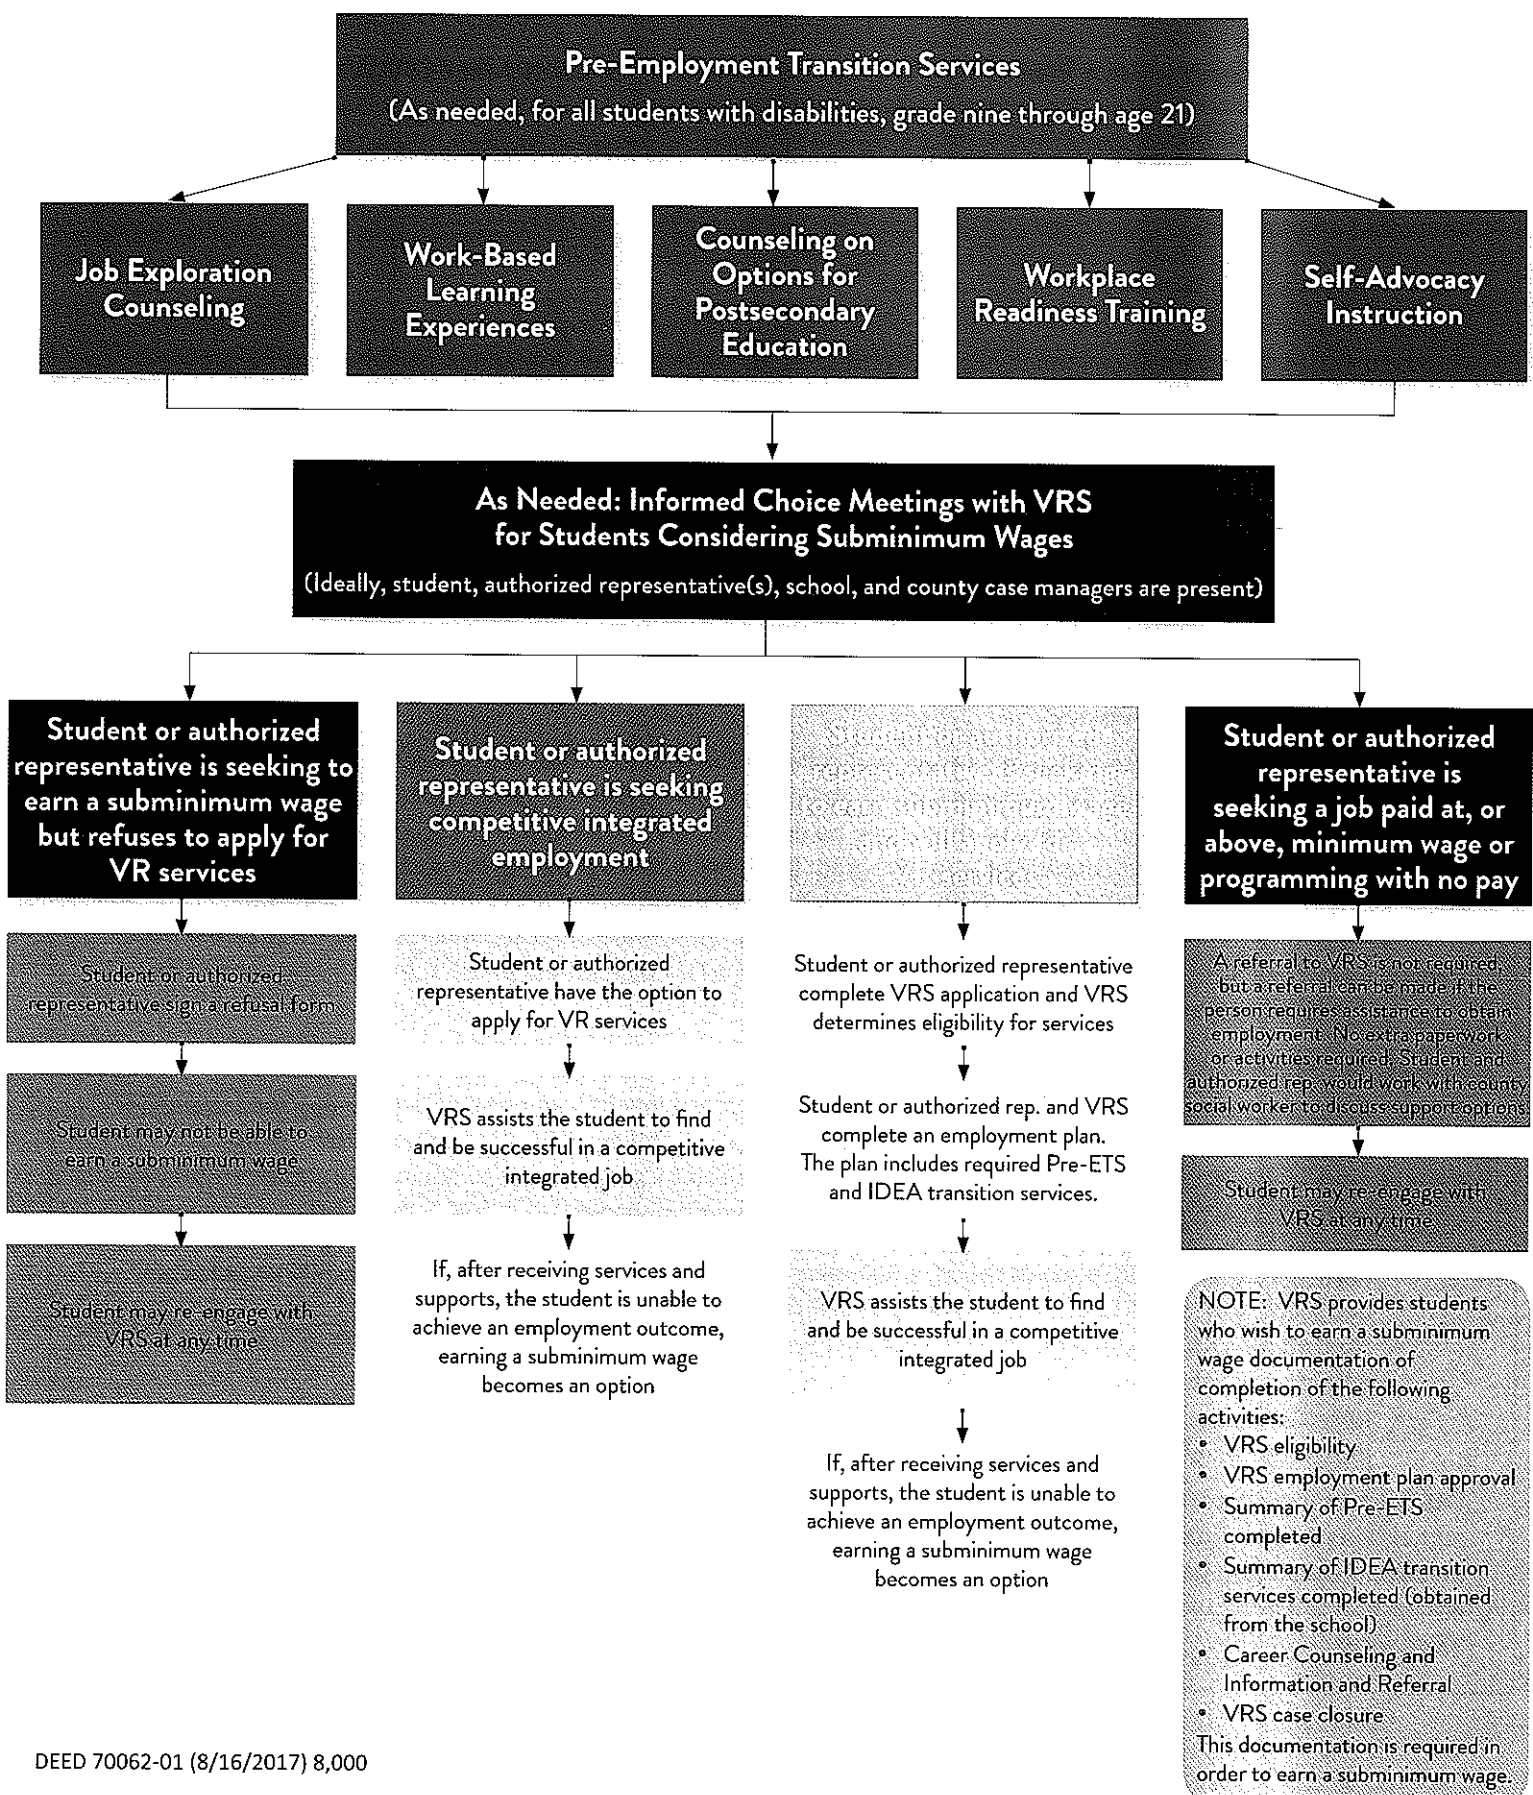 Pre-Employment Transition Services
(As needed, for all students with disabilities, grade nine through age 21)
Job Exploration
Counseling
Work-Based
Learning
Experiences
Counseling on
Options for
Postsecondary
Education
Workplace
Readiness Training
Self-Advocacy
Instruction
As Needed: Informed Choice Meetings with VRS
for Students Considering Subminimum Wages
(Ideally, student, authorized representative(s), school, and county case managers are present)
Student or authorized
representative is seeking to
earn a subminimum wage
but refuses to apply for
VR services
Student or authorized
representative sign a refusal form
Student may not be able to
earn a subminimum wage
Student may re-engage with
VRS at any time
Student or authorized
representative is seeking
competitive integrated
employment
Student or authorized
representative have the option to
apply for VR services
VRS assists the student to find
and be successful in a competitive
integrated job
If, after receiving services and
supports, the student is unable to
achieve an employment outcome,
earning a subminimum wage
becomes an option
Student or authorized
representative is seeking
Student or authorized representative
complete VRS application and VRS
determines eligibility for services
Student or authorized rep. and VRS
complete an employment plan.
The plan includes required Pre-ETS
and IDEA transition services.
VRS assists the student to find
and be successful in a competitive
integrated job
If, after receiving services and
supports, the student is unable to
achieve an employment outcome,
earning a subminimum wage
becomes an option
Student or authorized
representative is
seeking a job paid at, or
above, minimum wage or
programming with no pay
A referral to VRS is not required,
but a referral can be made if the
person requires assistance to obtain
employment. No extra paperwork
or activities required. Student and
authorized rep. would work with county
social worker to discuss support options
Student may re-engage with
VRS at any time
NOTE: VRS provides students
who wish to earn a subminimum
wage documentation of
completion of the following
activities:
• VRS eligibility
• VRS employment plan approval
• Summary of Pre-ETS
completed
• Summary of IDEA transition
services completed (obtained
from the school)
• Career Counseling and
Information and Referral
• VRS case closure
This documentation is required in
order to earn a subminimum wage.
DEED 70062-01 (8/16/2017) 8,000